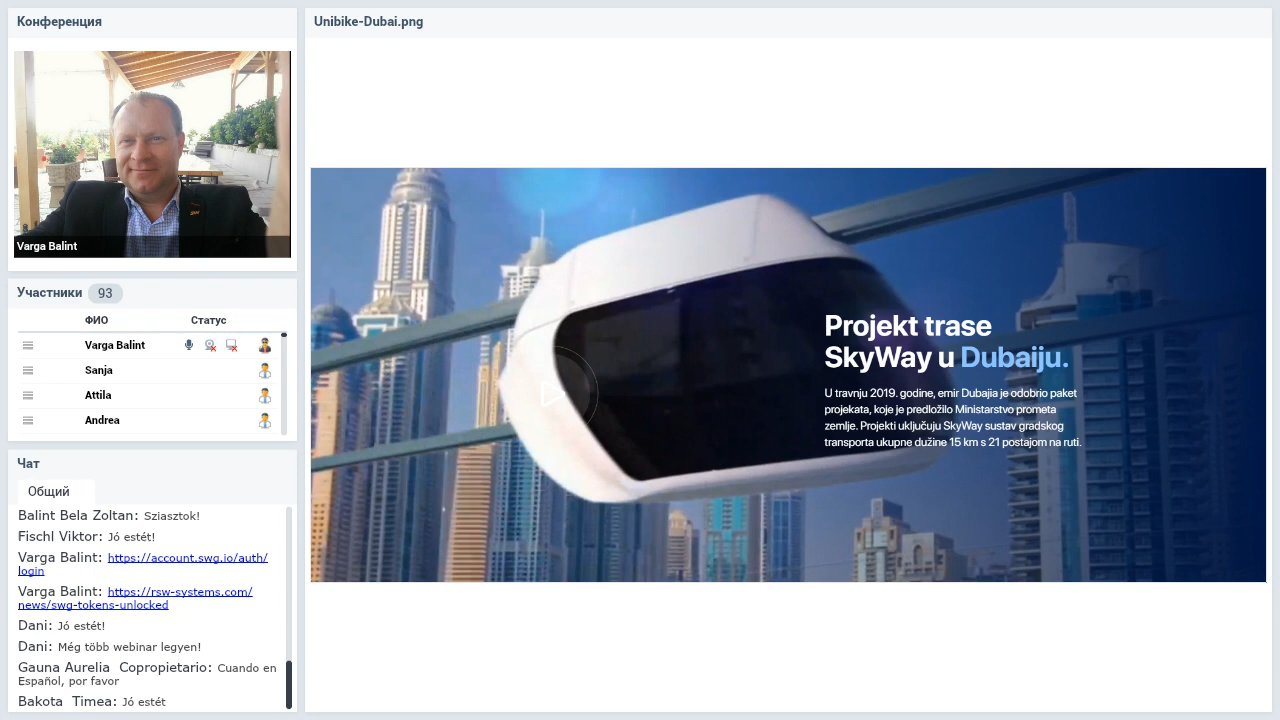 Конференция
Varga Balint
Участники 93
ФИО Статус
Varga Balint
Sanja
Attila
Andrea
Чат
Общий
Balint Bela Zoltan: Sziasztok!
Fischl Viktor: Jó estét!
Varga Balint: https://account.swg.io/auth/
login
Varga Balint: https://rsw-systems.com/
news/swg-tokens-unlocked
Dani: Jó estét!
Dani: Még több webinar legyen!
Gauna Aurelia Copropietario: Cuando en
Español, por favor
Bakota Timea: Jó estét
Unibike-Dubai.png
Projekt trase
SkyWay u Dubaiju.
U travnju 2019. godine, emir Dubajia je odobrio paket
projekata, koje je predložilo Ministarstvo prometa
zemlje. Projekti uključuju SkyWay sustav gradskog
transporta ukupne dužine 15 km s 21 postajom na ruti.